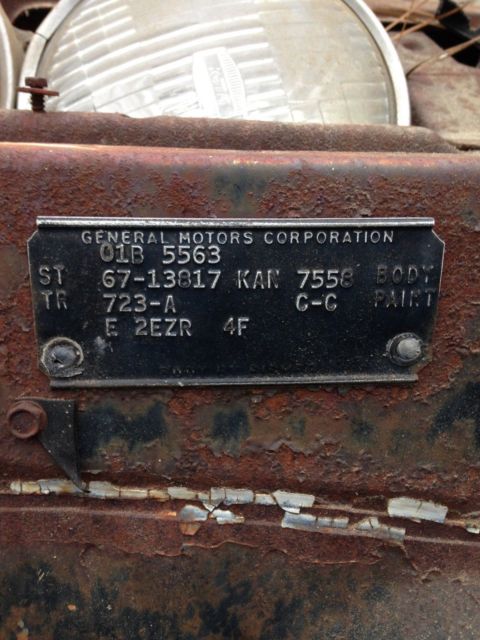 GENERAL MOTORS CORPORATION
01B 5563
ST 67-13817 KAN 7558 BODY
TR 723-A C-C PAINT
E 2EZR 4F